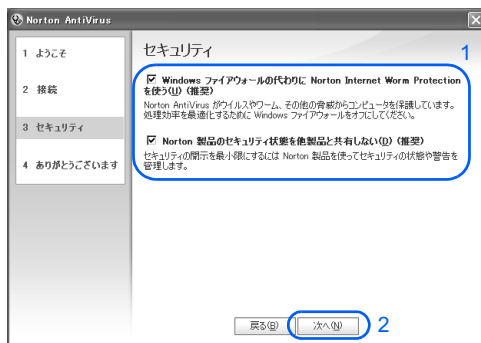 Norton AntiVirus
1 ようこそ
2 接続
3 セキュリティ
4 ありがとうございます
セキュリティ
1
Windows ファイアウォールの代わりに Norton Internet Worm Protection
を使う(U) (推奨)
Norton AntiVirus がウイルスやワーム、その他の脅威からコンピュータを保護しています。
処理効率を最適化するために Windows ファイアウォールをオフにしてください。
Norton 製品のセキュリティ状態を他製品と共有しない(D) (推奨)
セキュリティの開示を最小限にするには Norton 製品を使ってセキュリティの状態や警告を
管理します。
戻る(B)
次へ(N)
2